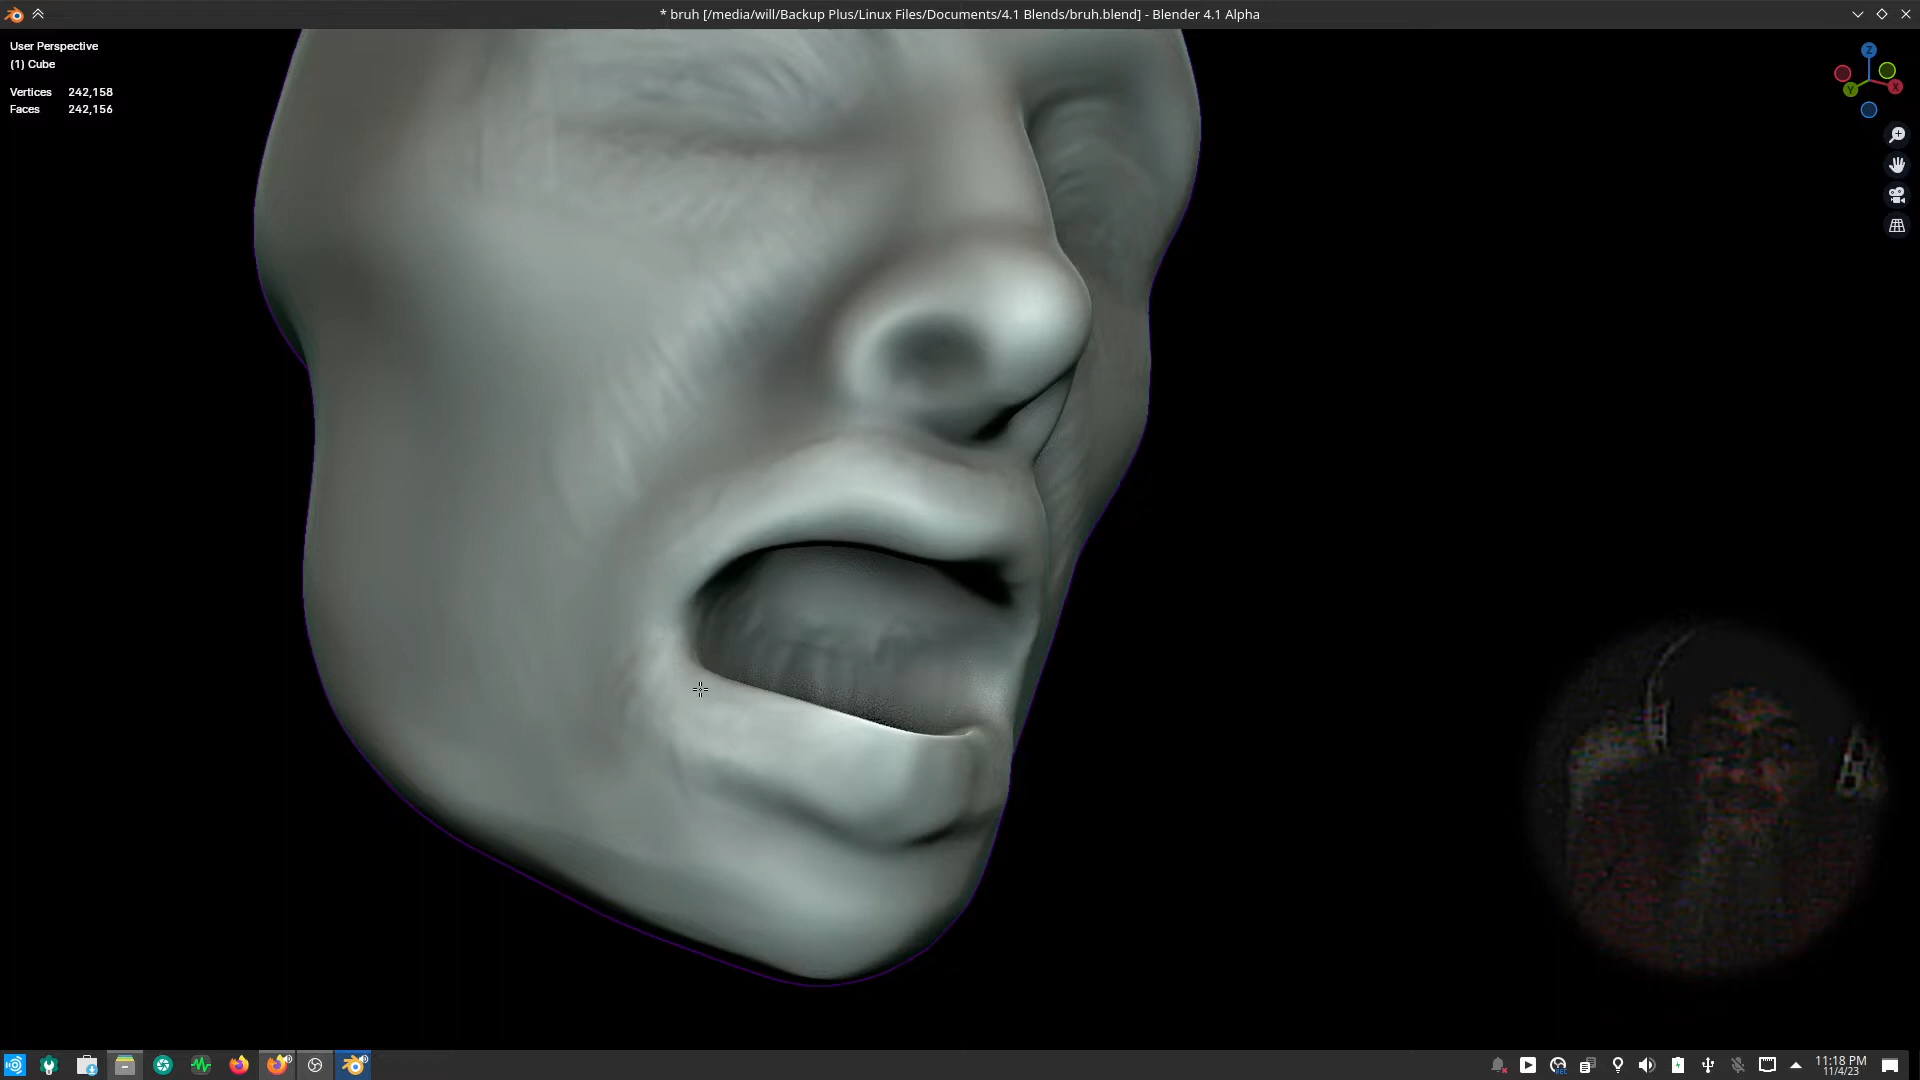 * bruh [/media/will/Backup Plus/Linux Files/Documents/4.1 Blends/bruh.blend] - Blender 4.1 Alpha
User Perspective
(1) Cube
Vertices 242,158
Faces 242,156
Z
Y
X
REC
11:18 PM
11/4/23